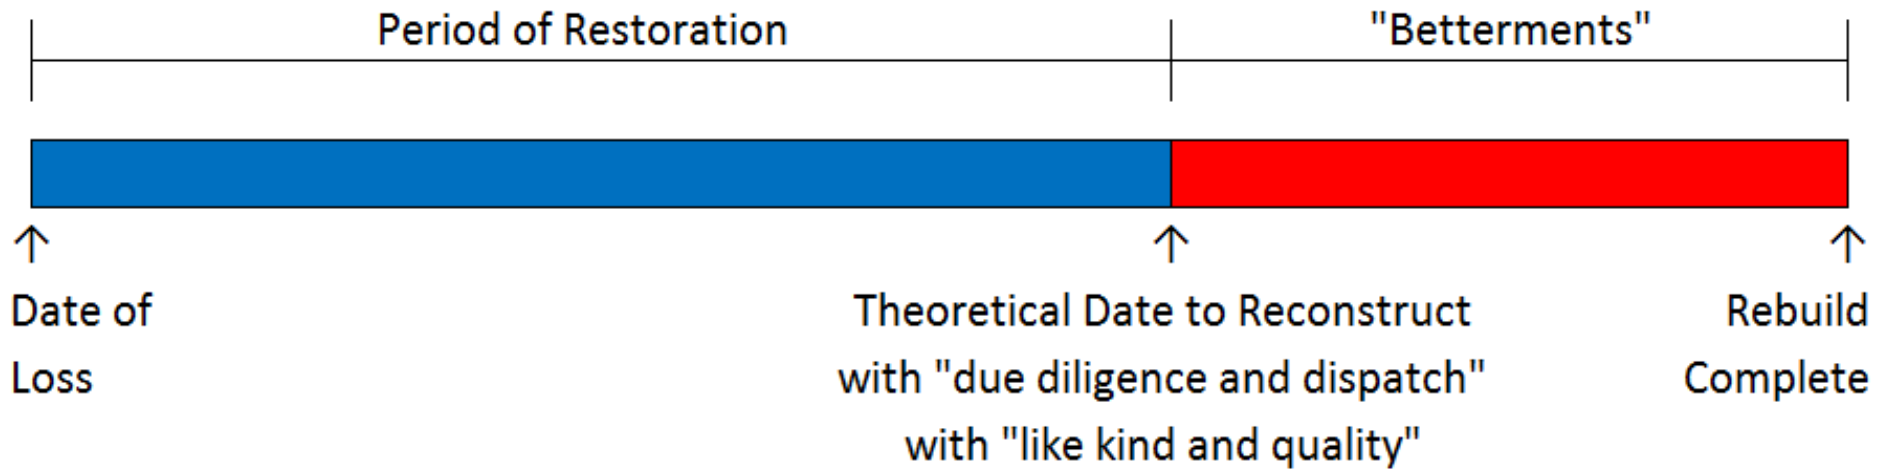 Period of Restoration
"Betterments"
Date of
Loss
Theoretical Date to Reconstruct
with "due diligence and dispatch"
with "like kind and quality"
Rebuild
Complete